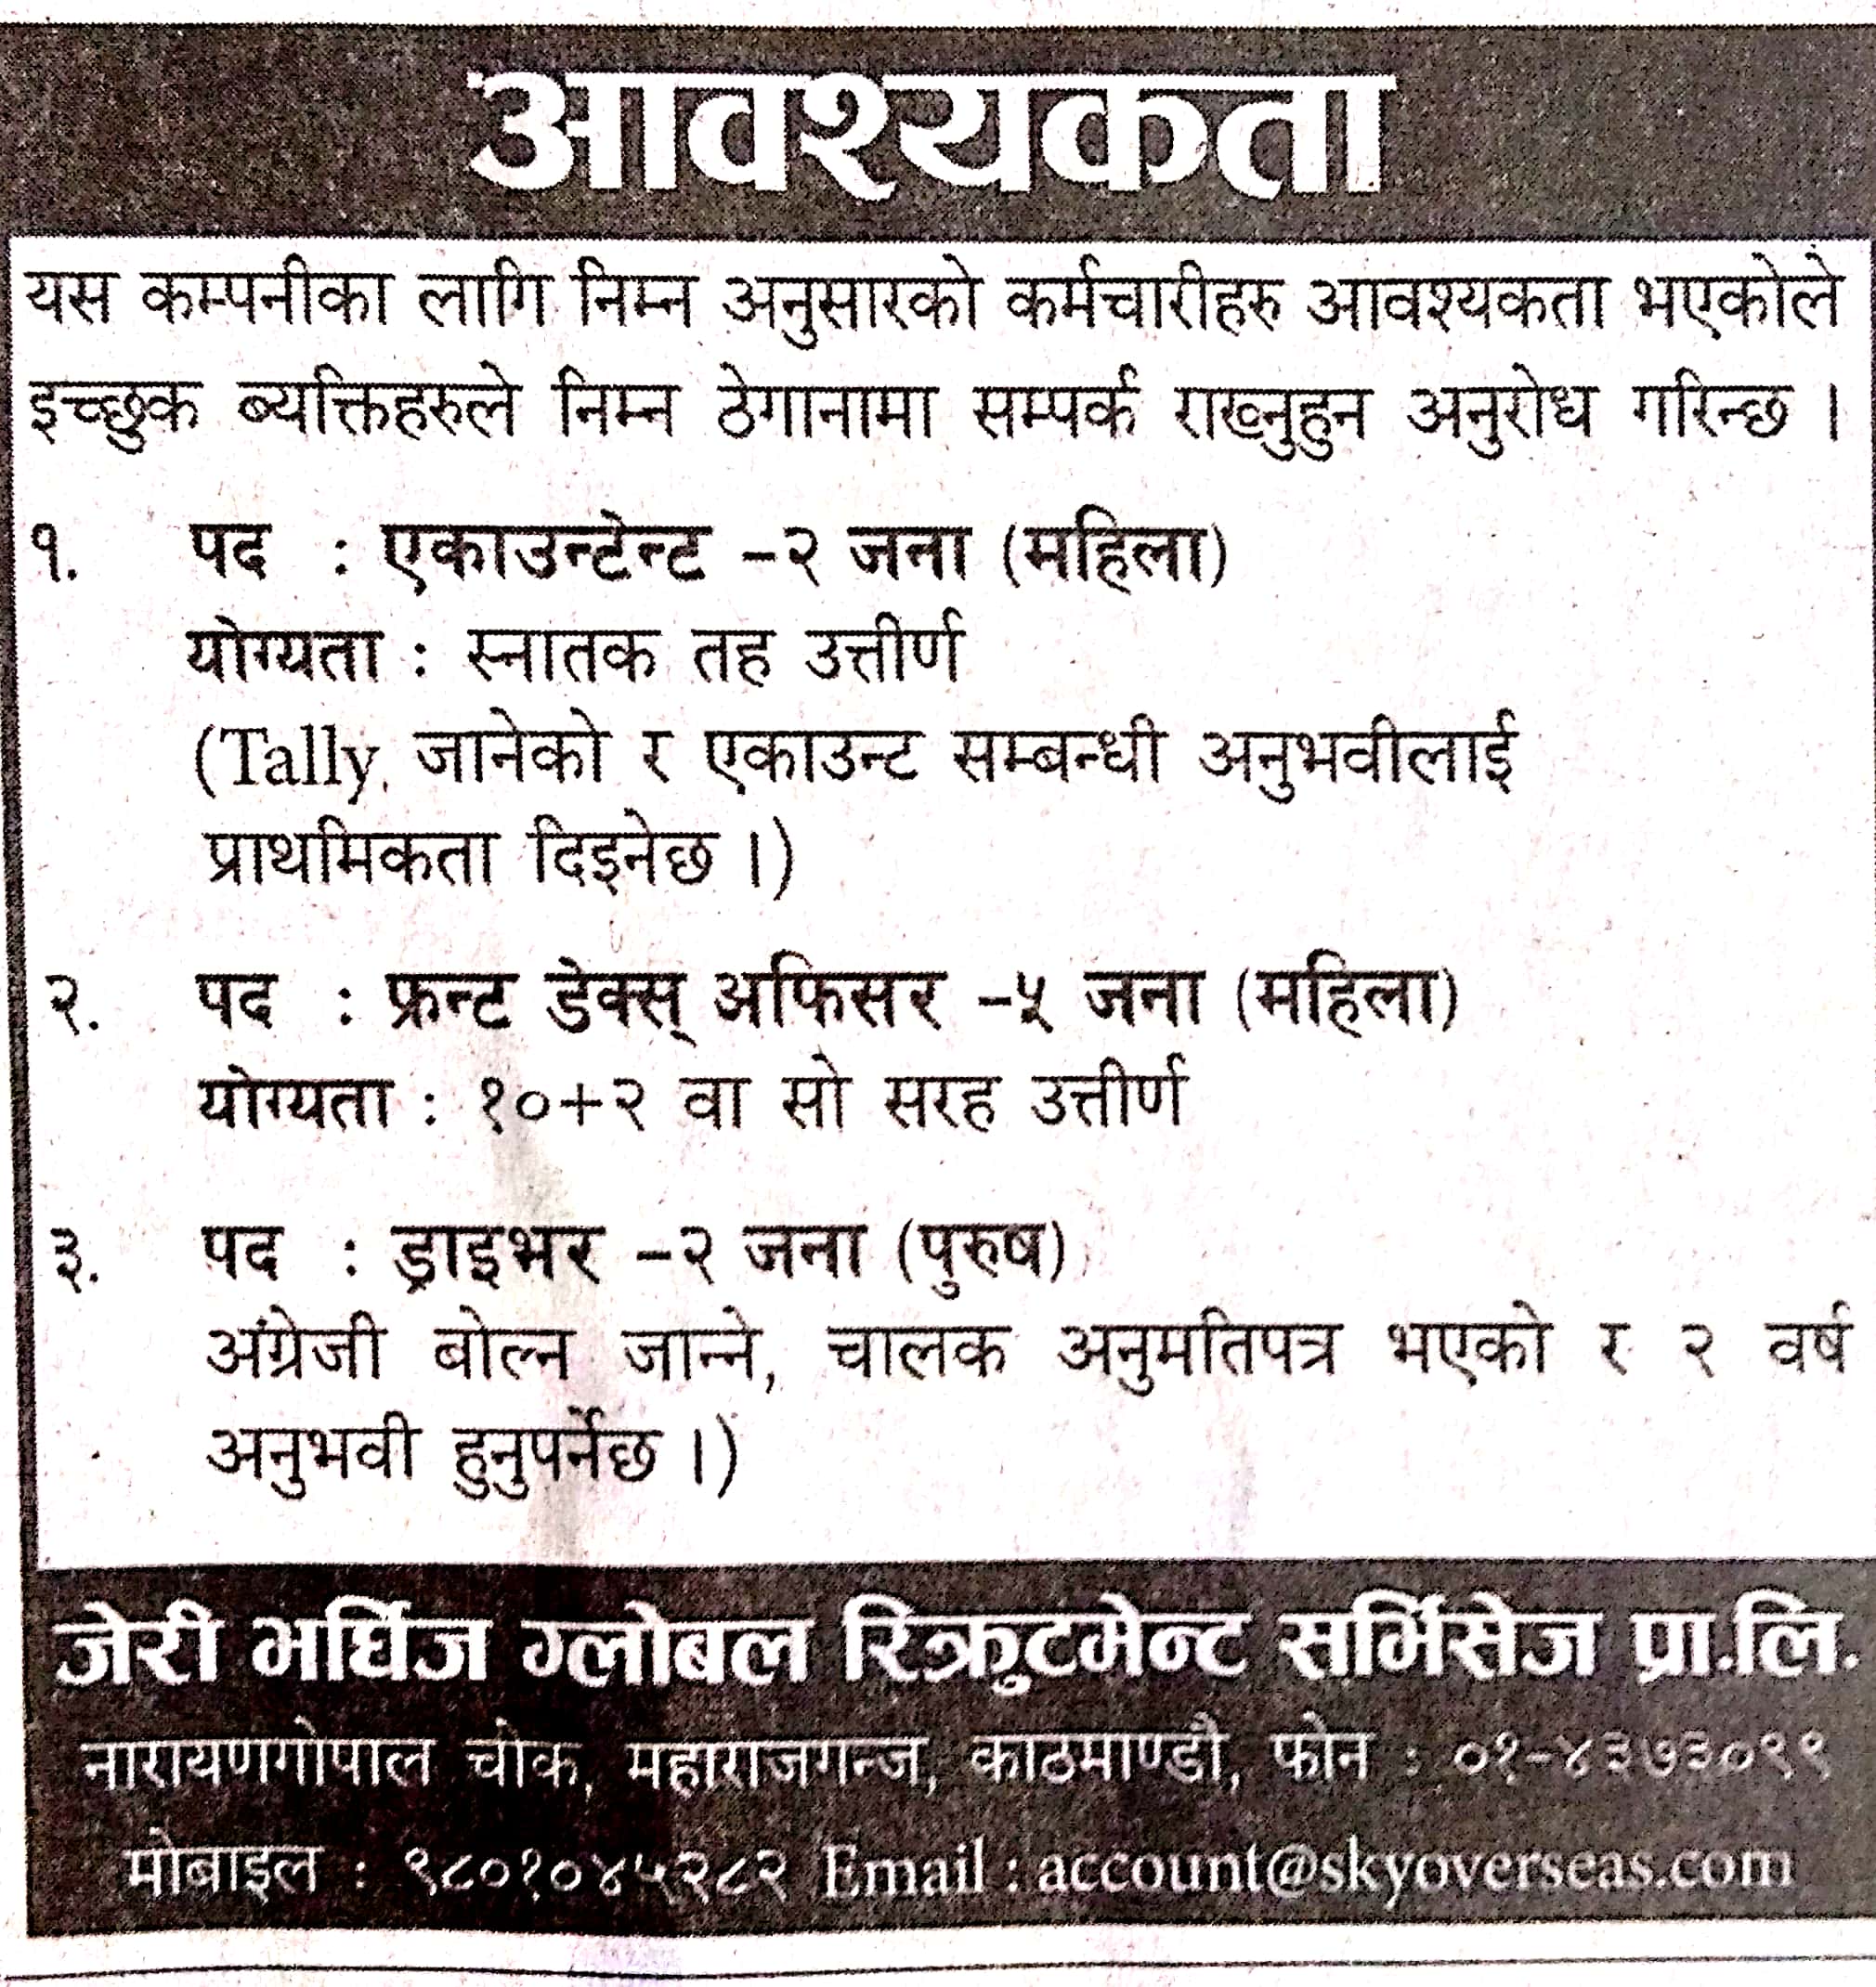 आवश्यकता
यस कम्पनीका लागि निम्न अनुसारको कर्मचारीहरु आवश्यकता भएकोले
इच्छुक ब्यक्तिहरुले निम्न ठेगानामा सम्पर्क राख्नुहुन अनुरोध गरिन्छ ।
१. पद : एकाउन्टेन्ट -२ जना (महिला)
योग्यता : स्नातक तह उत्तीर्ण
(Tally जानेको र एकाउन्ट सम्बन्धी अनुभवीलाई
प्राथमिकता दिइनेछ ।)
२. पद : फ्रन्ट डेक्स् अफिसर -५ जना (महिला)
योग्यता : १०+२ वा सो सरह उत्तीर्ण
३. पद : ड्राइभर -२ जना (पुरुष)
अंग्रेजी बोल्न जान्ने, चालक अनुमतिपत्र भएको र २ वर्ष
अनुभवी हुनुपर्नेछ ।)
जेरी भर्घिज ग्लोबल रिक्रुटमेन्ट सर्भिसेज प्रा.लि.
नारायणगोपाल चोक, महाराजगन्ज, काठमाण्डौ, फोन : ०१-४३७३०९९
मोबाइल : ९८०१०४५२८२ Email : account@skyoverseas.com